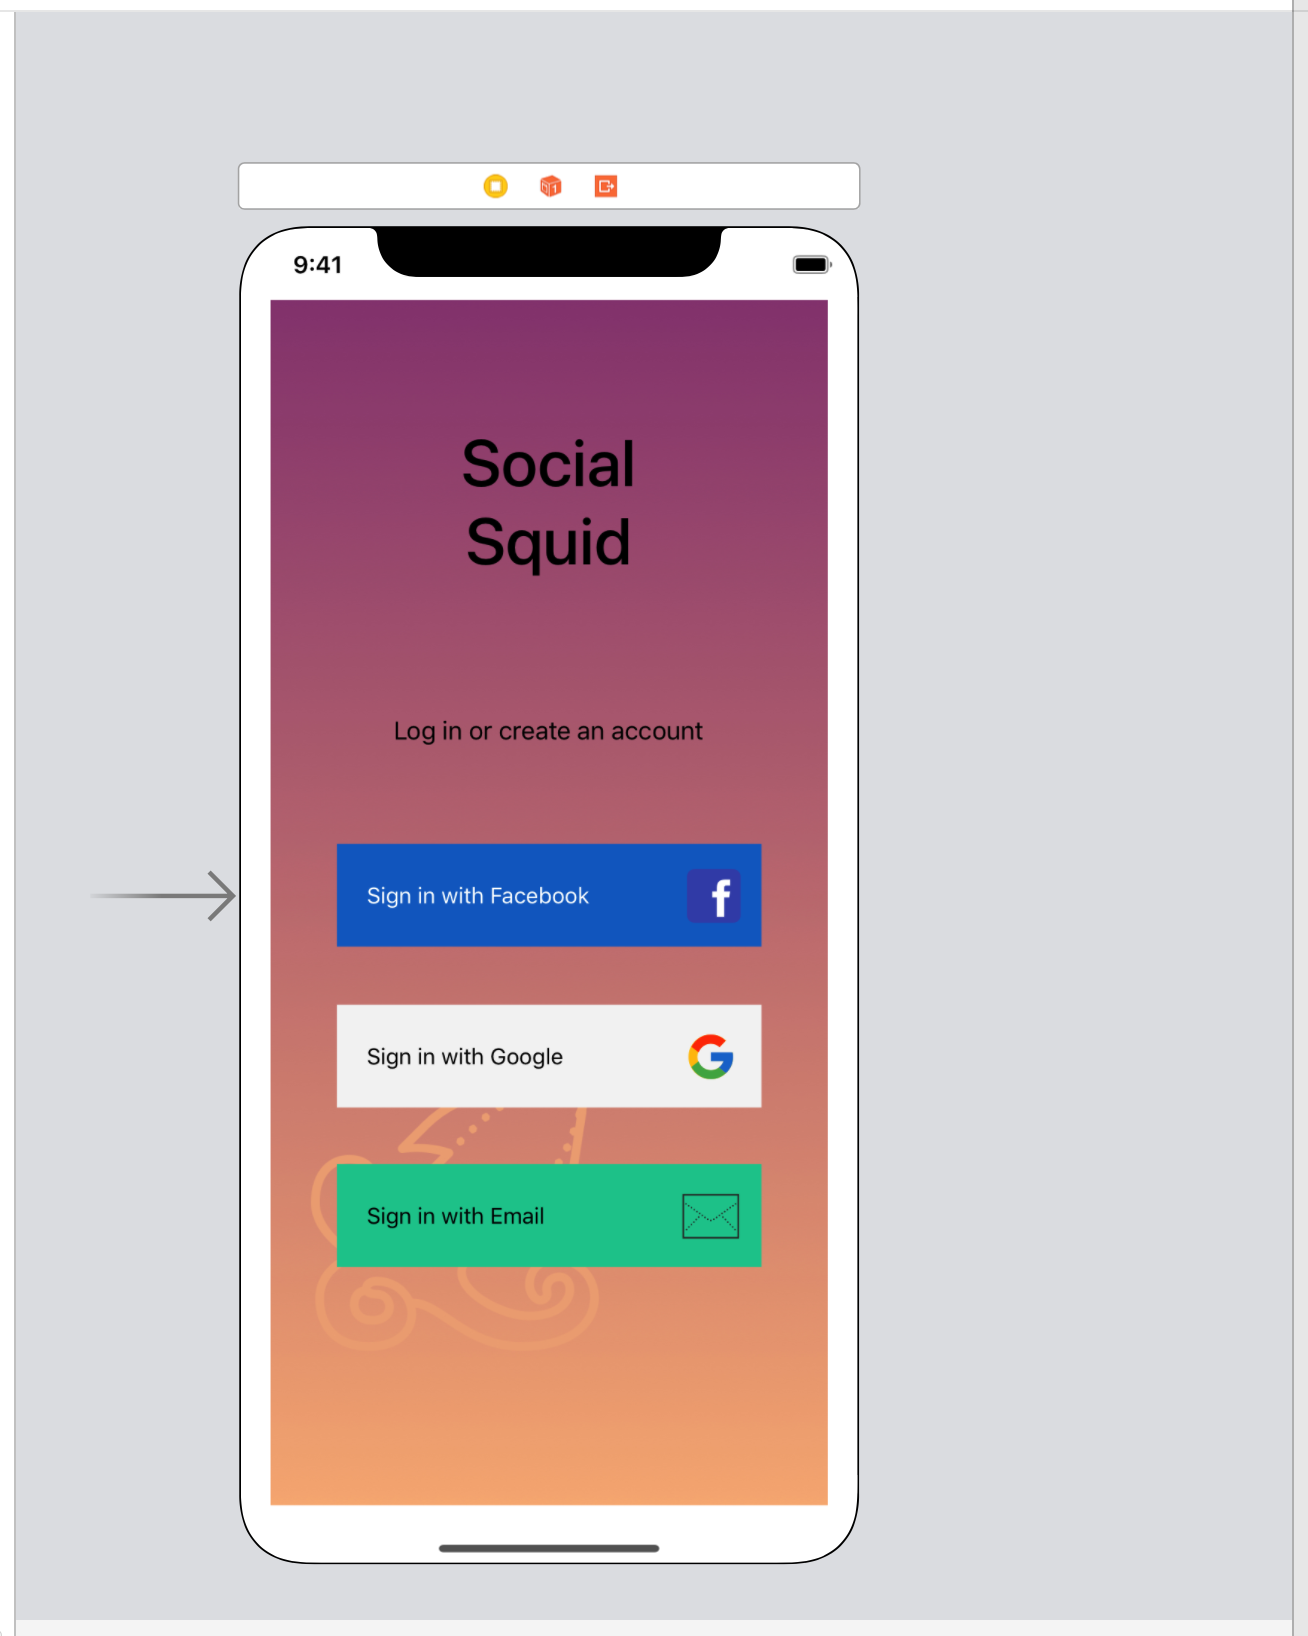 9:41
Social
Squid
Log in or create an account
Sign in with Facebook
f
Sign in with Google
G
Sign in with Email